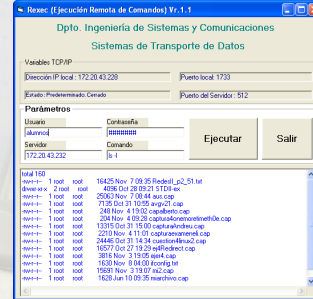 Rexec (Ejecución Remota de Comandos) Vr.1.1
Dpto. Ingeniería de Sistemas y Comunicaciones
Sistemas de Transporte de Datos
Variables TCP/IP
Dirección IP local : 172.20.43.228
Puerto local: 1733
Estado : Predeterminado.Cerrado
Puerto del Servidor : 512
Parámetros
Usuario
Contraseña
alumnos
########
Servidor
Comando
172.20.43.232
ls -l
Ejecutar
Salir
total 160
-rw-r--r-- 1 root root 16425 Nov 7 09:35 RedesII_p2_51.txt
drwxr-xr-x 2 root root 4096 Oct 28 09:21 STDII-ex
-rw-r--r-- 1 root root 25063 Nov 7 08:44 aus.cap
-rw-r--r-- 1 root root 7135 Oct 31 10:55 avgv21.cap
-rw-r--r-- 1 root root 248 Nov 4 19:02 capalberto.cap
-rw-r--r-- 1 root root 204 Nov 4 09:28 capturaAonemoretimeth0e.cap
-rw-r--r-- 1 root root 13315 Oct 31 15:00 capturaAndreu.cap
-rw-r--r-- 1 root root 2210 Nov 4 11:01 capturaexameneli.cap
-rw-r--r-- 1 root root 24446 Oct 31 14:34 cuestion4linux2.cap
-rw-r--r-- 1 root root 16577 Oct 27 19:29 ej4Redirect.cap
-rw-r--r-- 1 root root 3816 Nov 3 19:05 ejer4.cap
-rw-r--r-- 1 root root 1630 Nov 8 04:00 ifconfig.txt
-rw-r--r-- 1 root root 15691 Nov 3 19:07 mi2.cap
-rw-r--r-- 1 root root 1628 Jun 10 09:35 miarchivo.cap